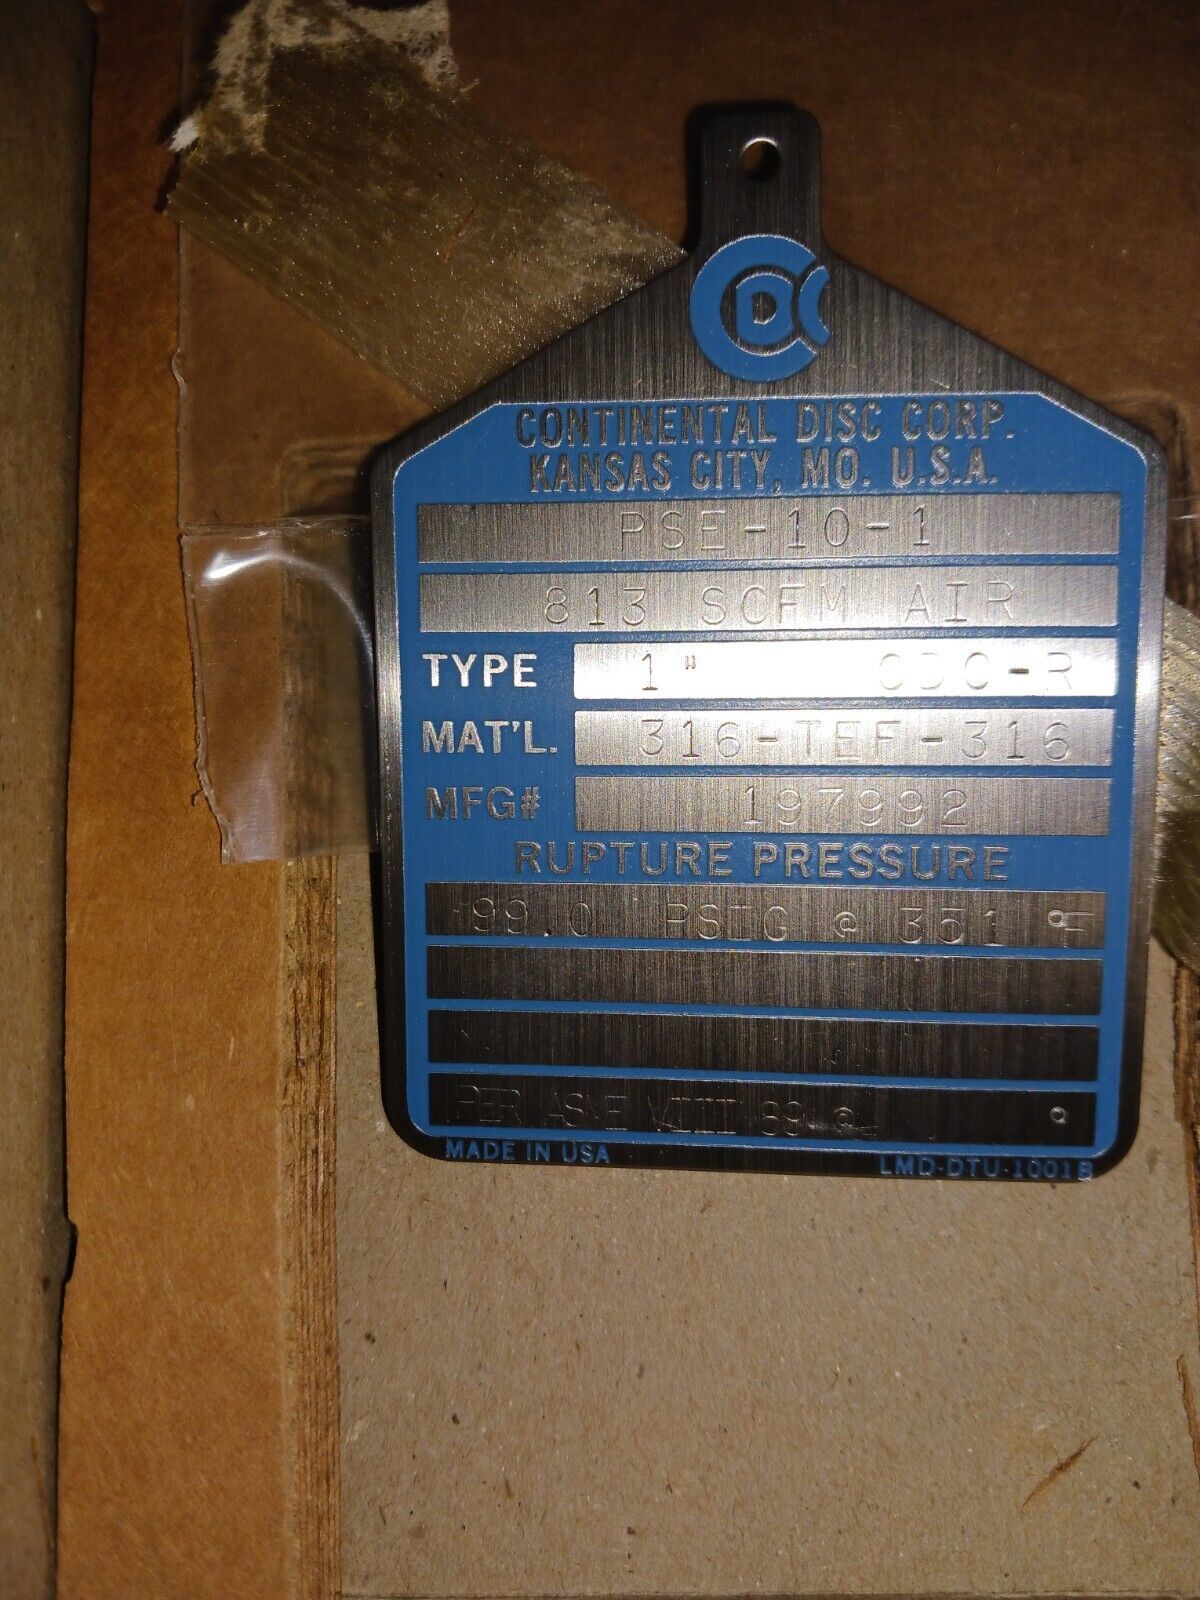 CDC
CONTINENTAL DISC CORP.
KANSAS CITY, MO. U.S.A.
PSE-10-1
813 SCFM AIR
TYPE 1" CDC-R
MAT'L. 316-TEF-316
MFG# 197992
RUPTURE PRESSURE
99.0 PSIG @ 351 °F
PER ASME VIII @
MADE IN USA LMD-DTU-1001B